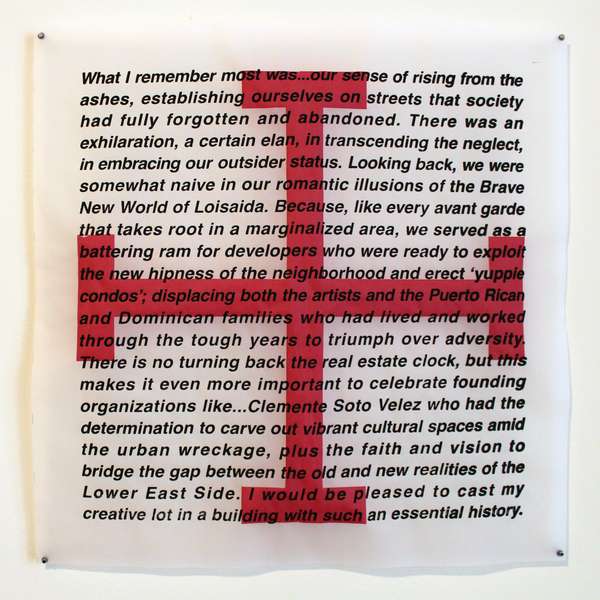 What I remember most was...our sense of rising from the
ashes, establishing ourselves on streets that society
had fully forgotten and abandoned. There was an
exhilaration, a certain elan, in transcending the neglect,
in embracing our outsider status. Looking back, we were
somewhat naive in our romantic illusions of the Brave
New World of Loisaida. Because, like every avant garde
that takes root in a marginalized area, we served as a
battering ram for developers who were ready to exploit
the new hipness of the neighborhood and erect ‘yuppie
condos’; displacing both the artists and the Puerto Rican
and Dominican families who had lived and worked
through the tough years to triumph over adversity.
There is no turning back the real estate clock, but this
makes it even more important to celebrate founding
organizations like...Clemente Soto Velez who had the
determination to carve out vibrant cultural spaces amid
the urban wreckage, plus the faith and vision to
bridge the gap between the old and new realities of the
Lower East Side. I would be pleased to cast my
creative lot in a building with such an essential history.